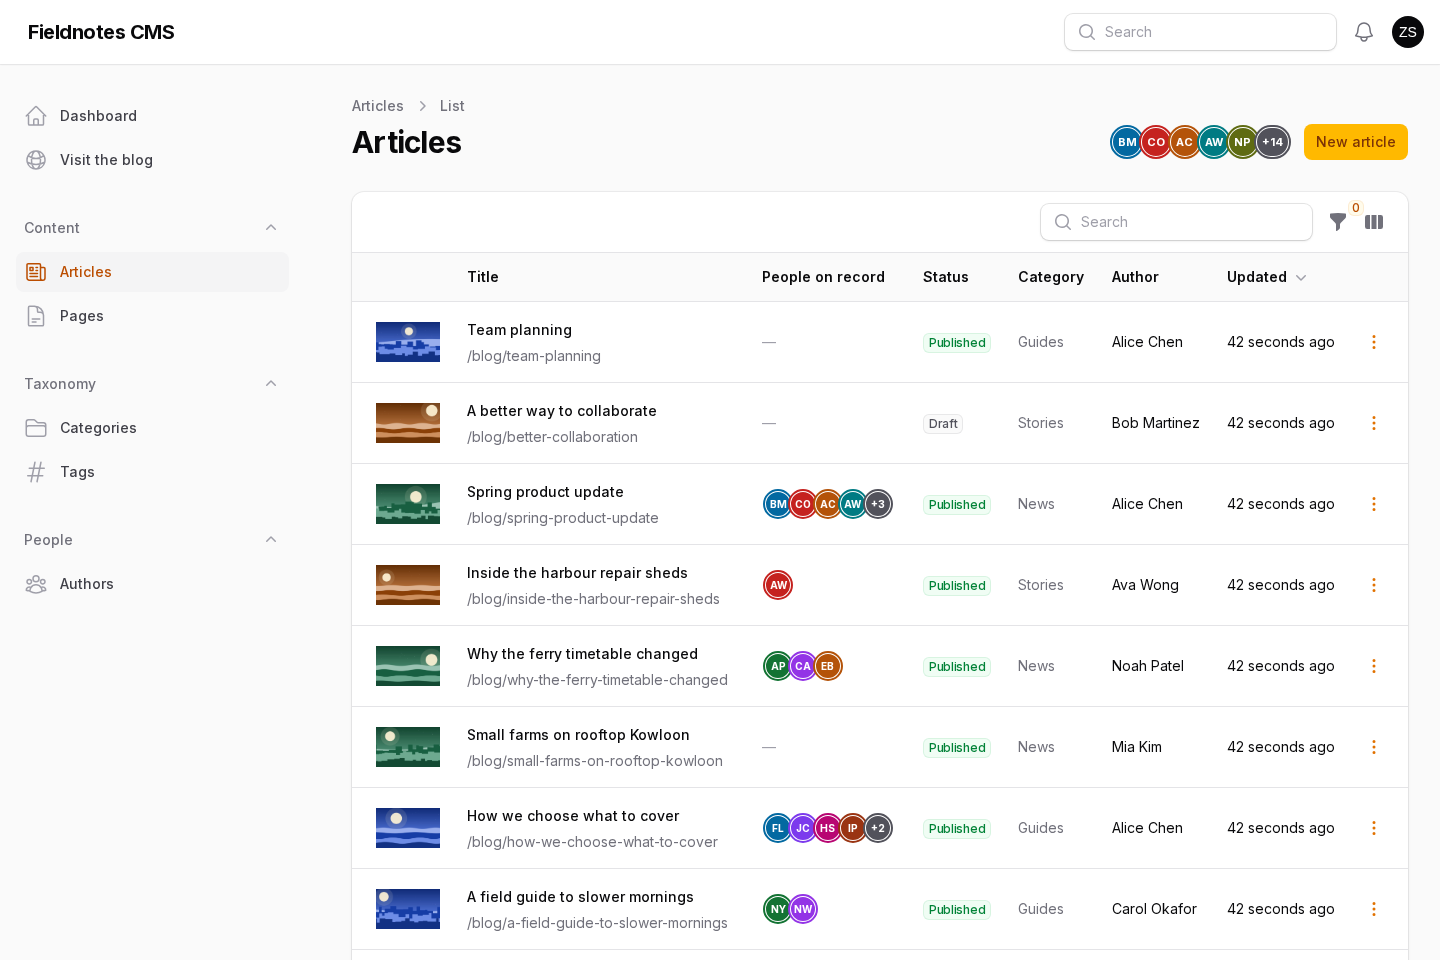 Fieldnotes CMS
Search
ZS
Dashboard
Visit the blog
Content
Articles
Pages
Taxonomy
Categories
Tags
People
Authors
Articles > List
Articles
BM CO AC AW NP +14
New article
Search
0
Title People on record Status Category Author Updated
Team planning
/blog/team-planning
— Published Guides Alice Chen 42 seconds ago
A better way to collaborate
/blog/better-collaboration
— Draft Stories Bob Martinez 42 seconds ago
Spring product update
/blog/spring-product-update
BM CO AC AW +3 Published News Alice Chen 42 seconds ago
Inside the harbour repair sheds
/blog/inside-the-harbour-repair-sheds
AW Published Stories Ava Wong 42 seconds ago
Why the ferry timetable changed
/blog/why-the-ferry-timetable-changed
AP CA EB Published News Noah Patel 42 seconds ago
Small farms on rooftop Kowloon
/blog/small-farms-on-rooftop-kowloon
— Published News Mia Kim 42 seconds ago
How we choose what to cover
/blog/how-we-choose-what-to-cover
FL JC HS IP +2 Published Guides Alice Chen 42 seconds ago
A field guide to slower mornings
/blog/a-field-guide-to-slower-mornings
NY NW Published Guides Carol Okafor 42 seconds ago